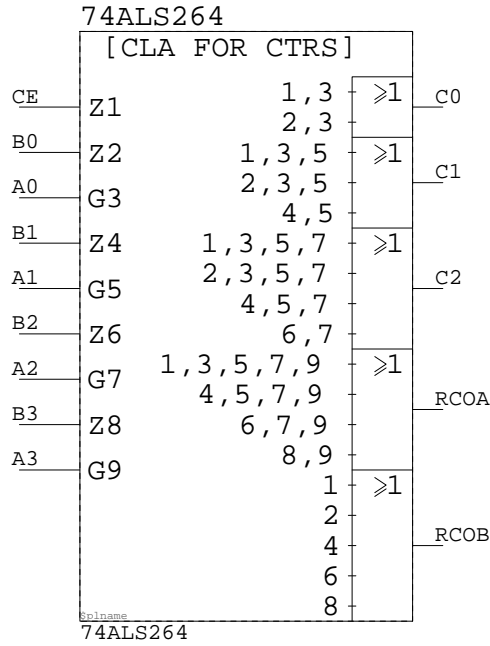 74ALS264
[CLA FOR CTRS]
CE
Z1
1,3
≥1
C0
2,3
B0
Z2
1,3,5
≥1
2,3,5
C1
A0
G3
4,5
B1
Z4
1,3,5,7
≥1
2,3,5,7
A1
G5
4,5,7
C2
B2
Z6
6,7
1,3,5,7,9
≥1
A2
G7
4,5,7,9
RCOA
B3
Z8
6,7,9
8,9
A3
G9
1
≥1
2
4
RCOB
6
8
Splname
74ALS264